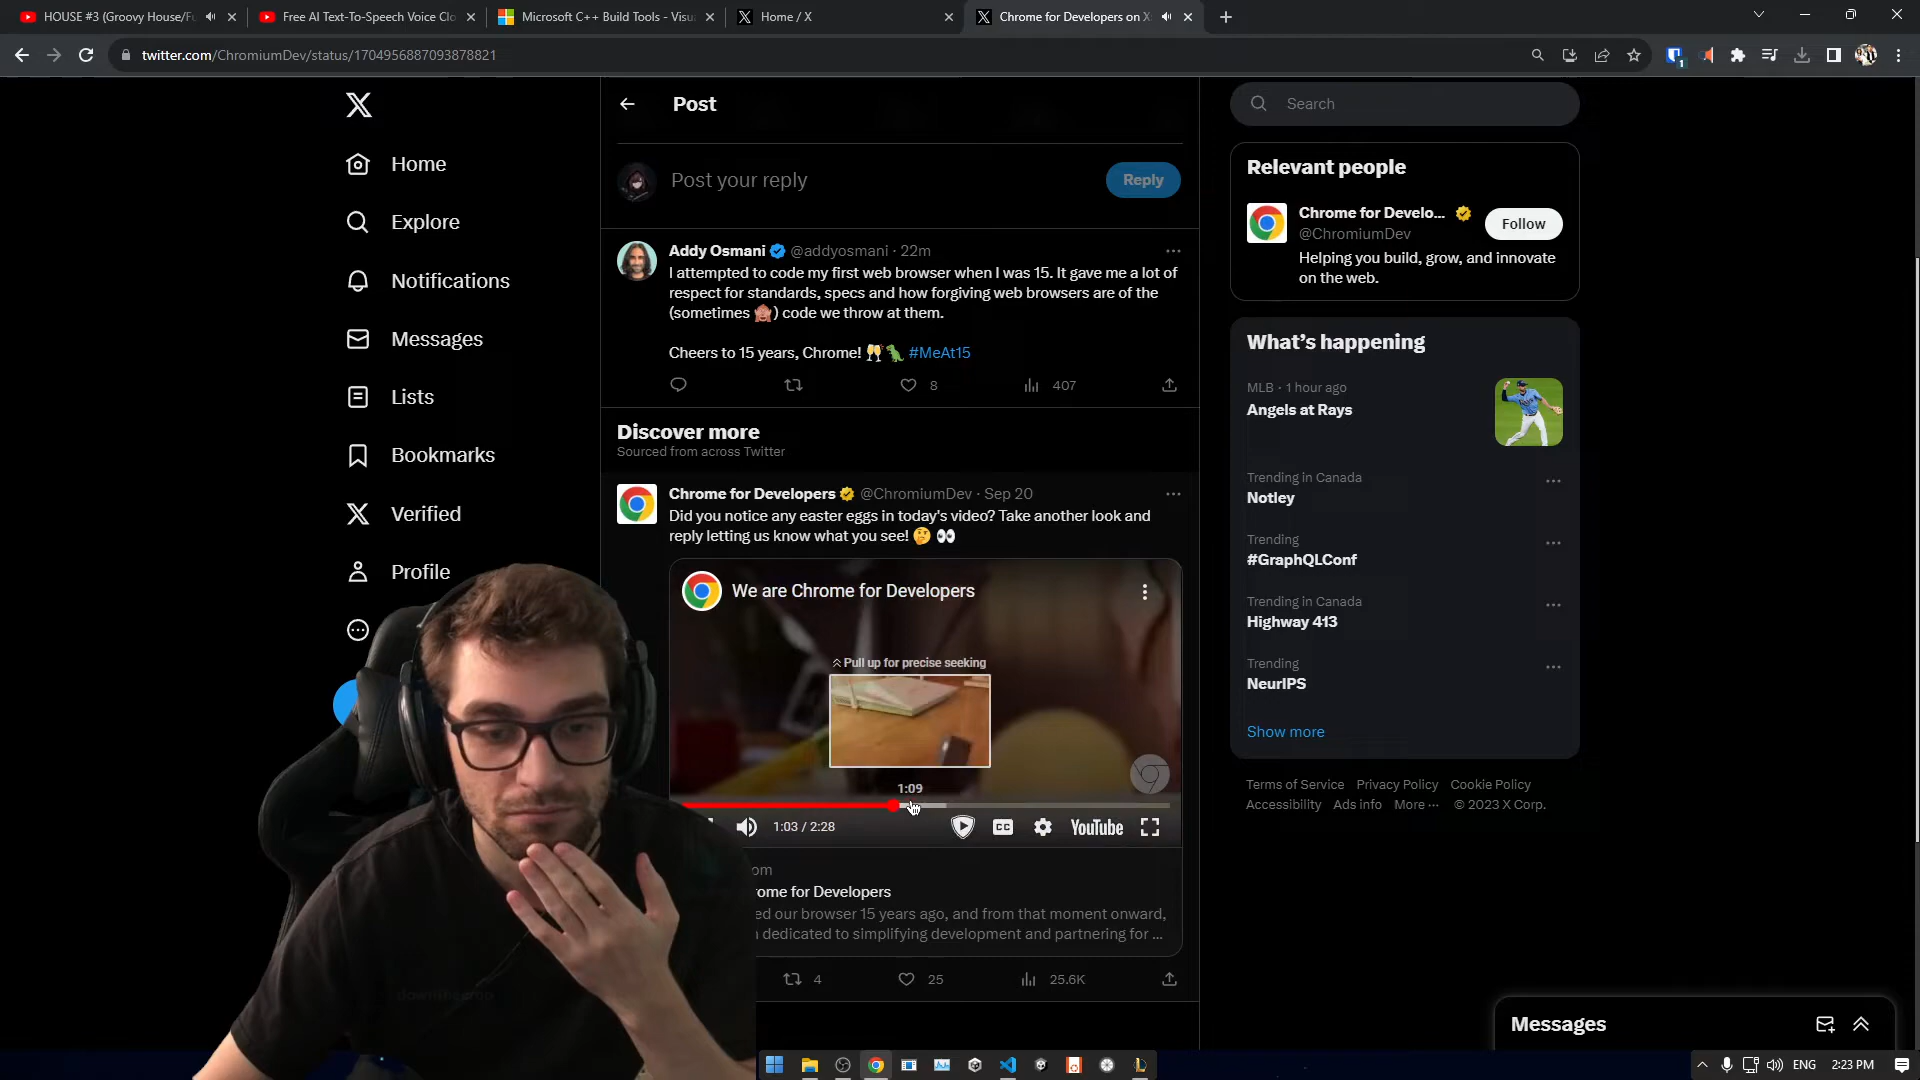 HOUSE #3 (Groovy House/Fu
Free AI Text-To-Speech Voice Clo
Microsoft C++ Build Tools - Visu
Home / X
Chrome for Developers on X
twitter.com/ChromiumDev/status/1704956887093878821
1
Home
Explore
Notifications
Messages
Lists
Bookmarks
Verified
Profile
Post
Post your reply
Reply
Addy Osmani @addyosmani · 22m
I attempted to code my first web browser when I was 15. It gave me a lot of
respect for standards, specs and how forgiving web browsers are of the
(sometimes 🙈) code we throw at them.
Cheers to 15 years, Chrome! 🥂🦖 #MeAt15
8
407
Discover more
Sourced from across Twitter
Chrome for Developers @ChromiumDev · Sep 20
Did you notice any easter eggs in today's video? Take another look and
reply letting us know what you see! 🤔 👀
We are Chrome for Developers
Pull up for precise seeking
1:09
1:03 / 2:28
CC
YouTube
om
ome for Developers
ed our browser 15 years ago, and from that moment onward,
dedicated to simplifying development and partnering for ...
4
25
25.6K
Search
Relevant people
Chrome for Develo...
@ChromiumDev
Follow
Helping you build, grow, and innovate
on the web.
What's happening
MLB · 1 hour ago
Angels at Rays
Trending in Canada
Notley
Trending
#GraphQLConf
Trending in Canada
Highway 413
Trending
NeurIPS
Show more
Terms of Service Privacy Policy Cookie Policy
Accessibility Ads info More ··· © 2023 X Corp.
Messages
ENG
2:23 PM